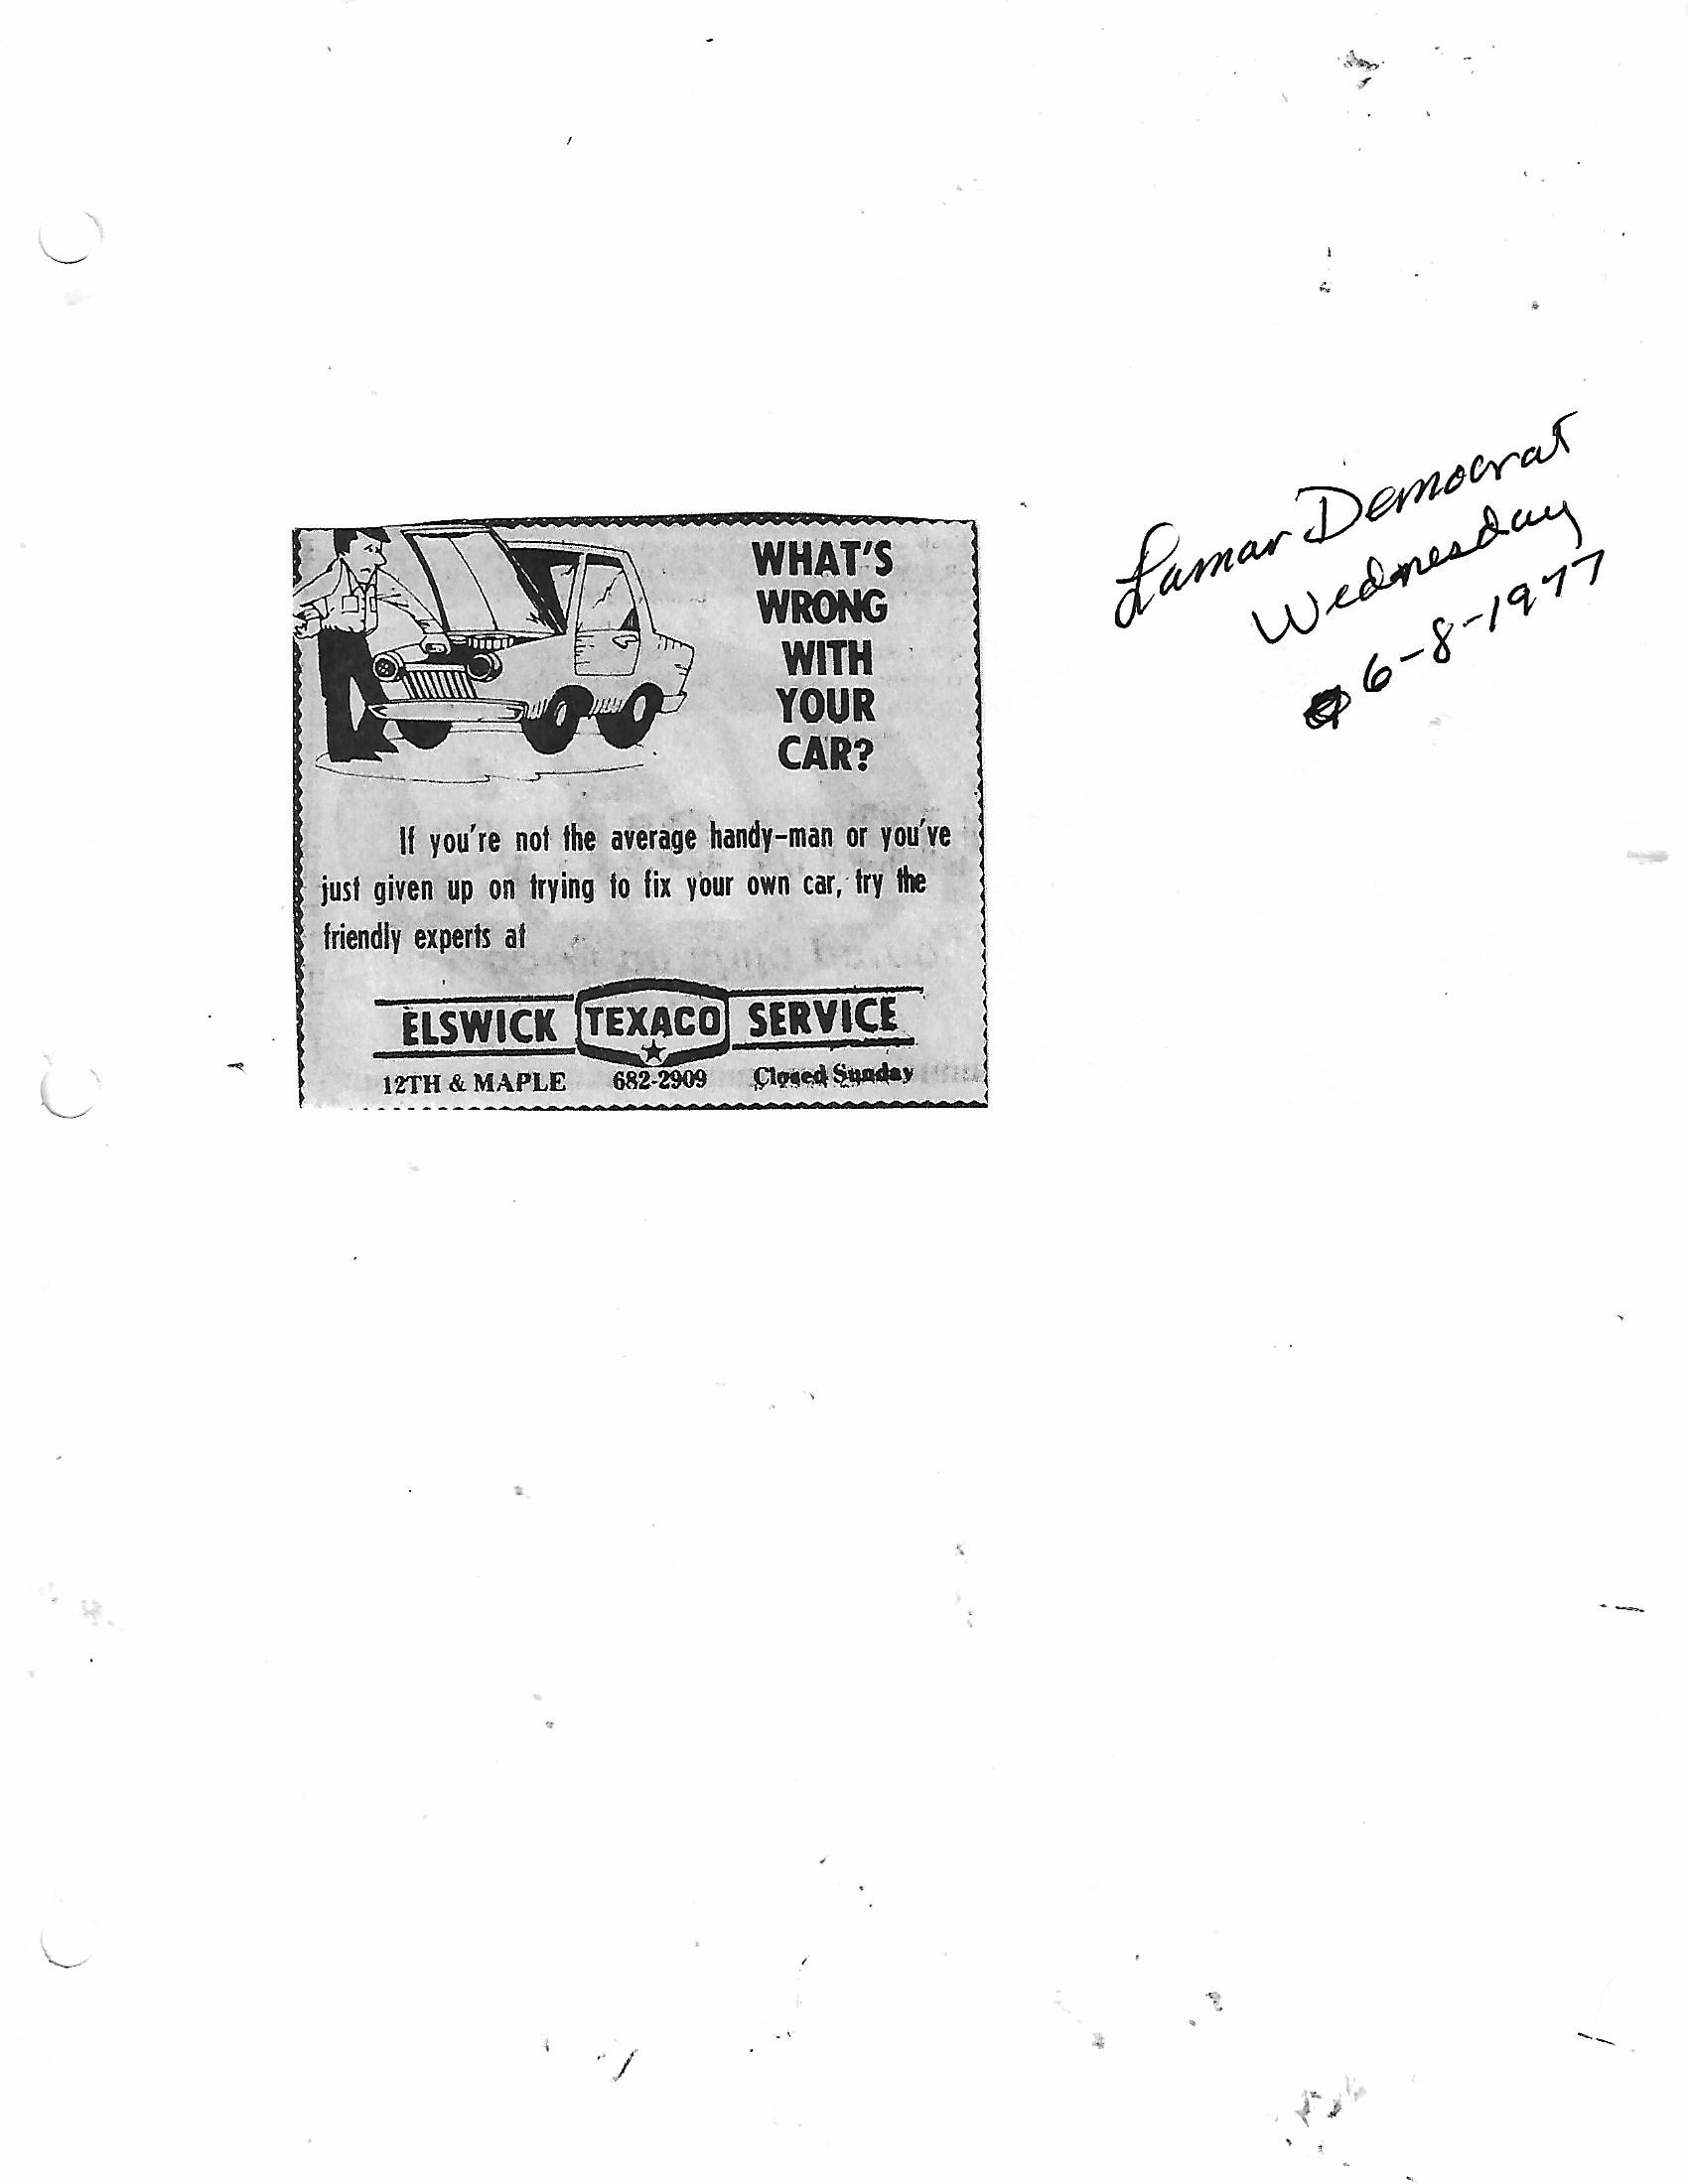 WHAT'S
WRONG
WITH
YOUR
CAR?
If you're not the average handy-man or you've
just given up on trying to fix your own car, try the
friendly experts at
ELSWICK TEXACO SERVICE
12TH & MAPLE 682-2909 Closed Sunday
Lamar Democrat
Wednesday
6-8-1977